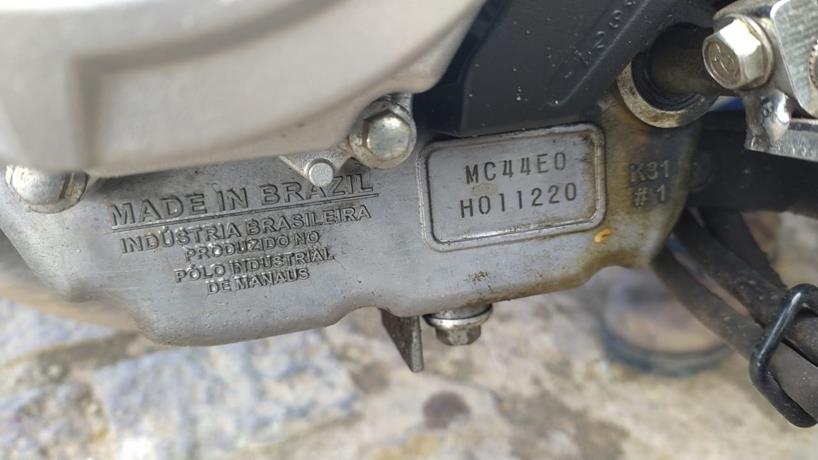 MADE IN BRAZIL
INDÚSTRIA BRASILEIRA
PRODUZIDO NO
PÓLO INDUSTRIAL
DE MANAUS
MC44E0
H011220
K31
#1